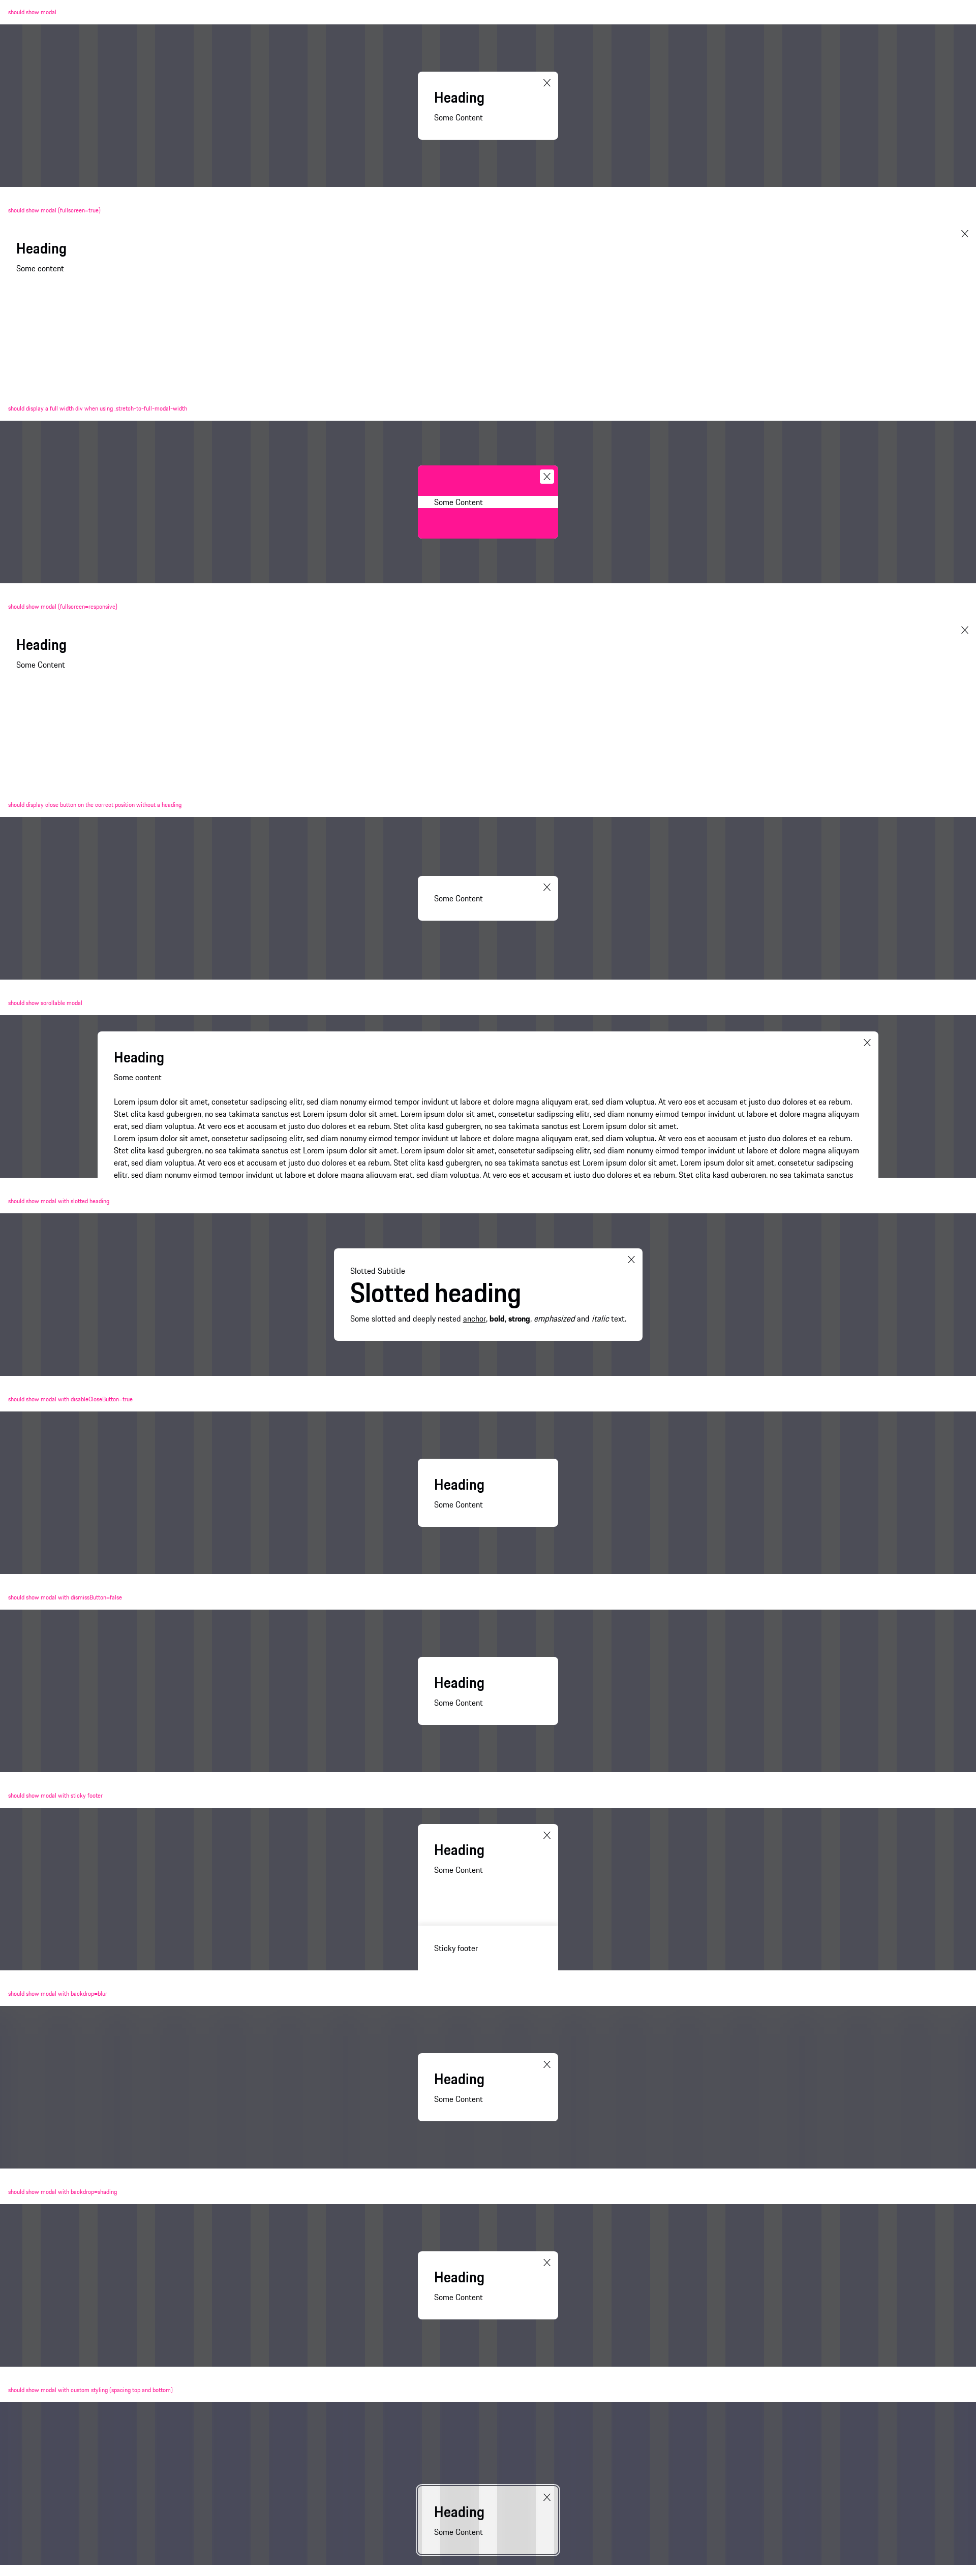 should show modal
Heading
Some Content
should show modal (fullscreen=true)
Heading
Some content
should display a full width div when using .stretch-to-full-modal-width
Some Content
should show modal (fullscreen=responsive)
Heading
Some Content
should display close button on the correct position without a heading
Some Content
should show scrollable modal
Heading
Some content
Lorem ipsum dolor sit amet, consetetur sadipscing elitr, sed diam nonumy eirmod tempor invidunt ut labore et dolore magna aliquyam erat, sed diam voluptua. At vero eos et accusam et justo duo dolores et ea rebum.
Stet clita kasd gubergren, no sea takimata sanctus est Lorem ipsum dolor sit amet. Lorem ipsum dolor sit amet, consetetur sadipscing elitr, sed diam nonumy eirmod tempor invidunt ut labore et dolore magna aliquyam
erat, sed diam voluptua. At vero eos et accusam et justo duo dolores et ea rebum. Stet clita kasd gubergren, no sea takimata sanctus est Lorem ipsum dolor sit amet.
Lorem ipsum dolor sit amet, consetetur sadipscing elitr, sed diam nonumy eirmod tempor invidunt ut labore et dolore magna aliquyam erat, sed diam voluptua. At vero eos et accusam et justo duo dolores et ea rebum.
Stet clita kasd gubergren, no sea takimata sanctus est Lorem ipsum dolor sit amet. Lorem ipsum dolor sit amet, consetetur sadipscing elitr, sed diam nonumy eirmod tempor invidunt ut labore et dolore magna aliquyam
erat, sed diam voluptua. At vero eos et accusam et justo duo dolores et ea rebum. Stet clita kasd gubergren, no sea takimata sanctus est Lorem ipsum dolor sit amet. Lorem ipsum dolor sit amet, consetetur sadipscing
elitr, sed diam nonumy eirmod tempor invidunt ut labore et dolore magna aliquyam erat, sed diam voluptua. At vero eos et accusam et justo duo dolores et ea rebum. Stet clita kasd gubergren, no sea takimata sanctus
should show modal with slotted heading
Slotted Subtitle
Slotted heading
Some slotted and deeply nested anchor, bold, strong, emphasized and italic text.
should show modal with disableCloseButton=true
Heading
Some Content
should show modal with dismissButton=false
Heading
Some Content
should show modal with sticky footer
Heading
Some Content
Sticky footer
should show modal with backdrop=blur
Heading
Some Content
should show modal with backdrop=shading
Heading
Some Content
should show modal with custom styling (spacing top and bottom)
Heading
Some Content